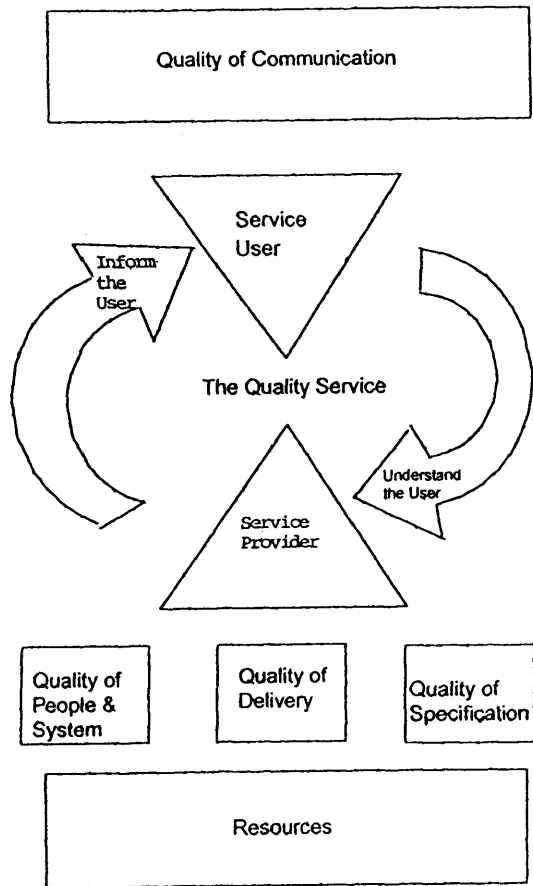 Quality of Communication
Service
User
Inform
the
User
The Quality Service
Understand
the User
Service
Provider
Quality of
People &
System
Quality of
Delivery
Quality of
Specification
Resources